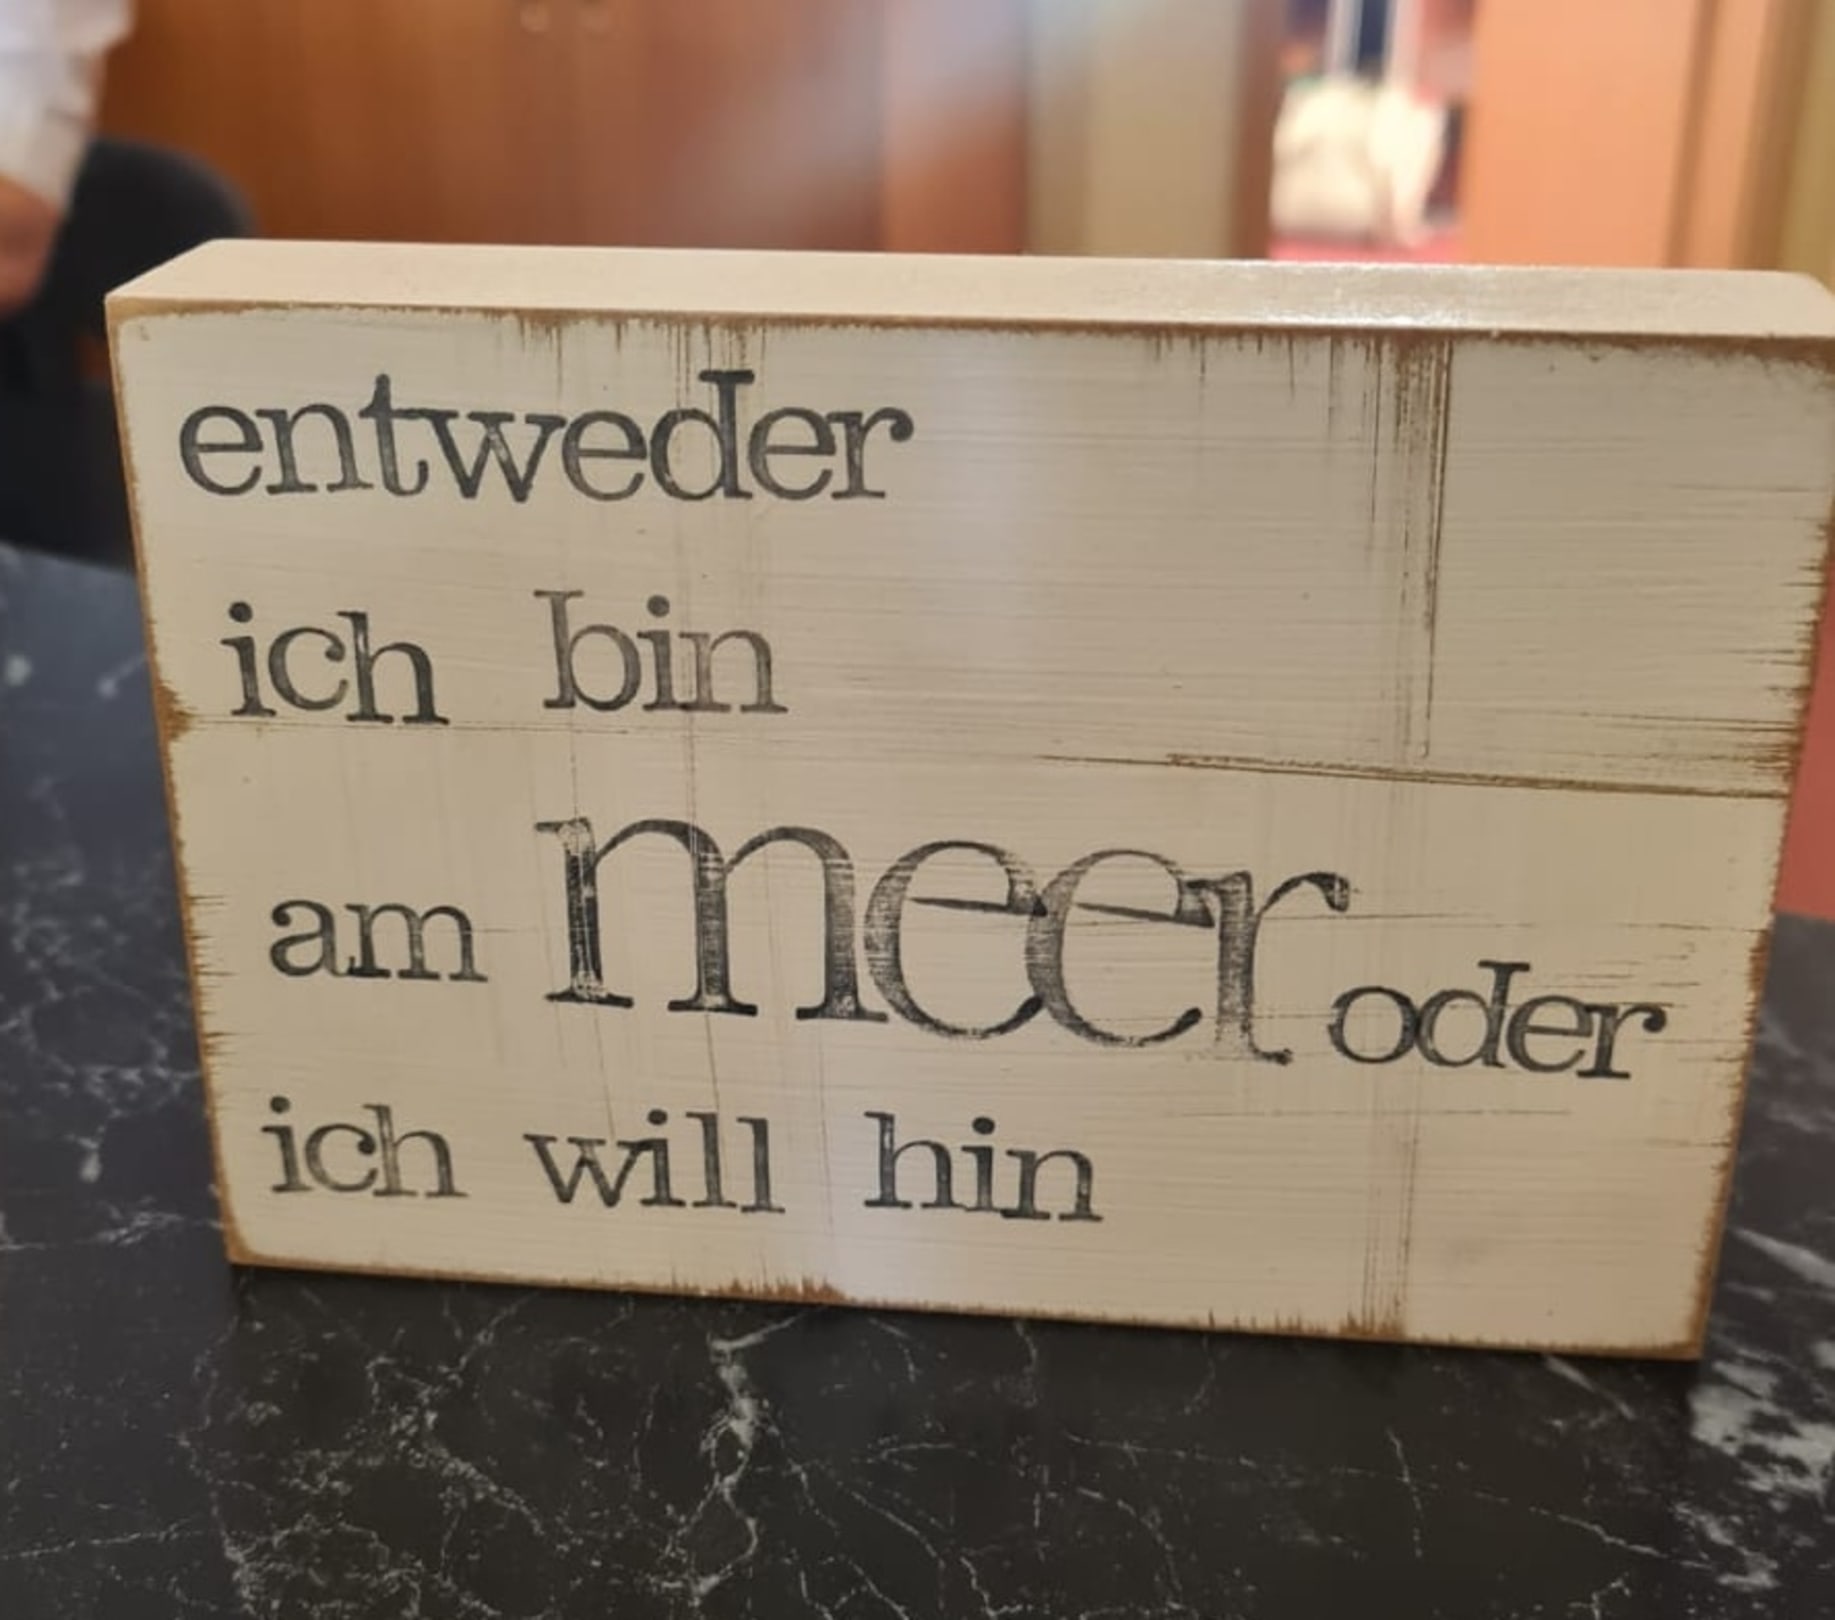 entweder
ich bin
am meer oder
ich will hin